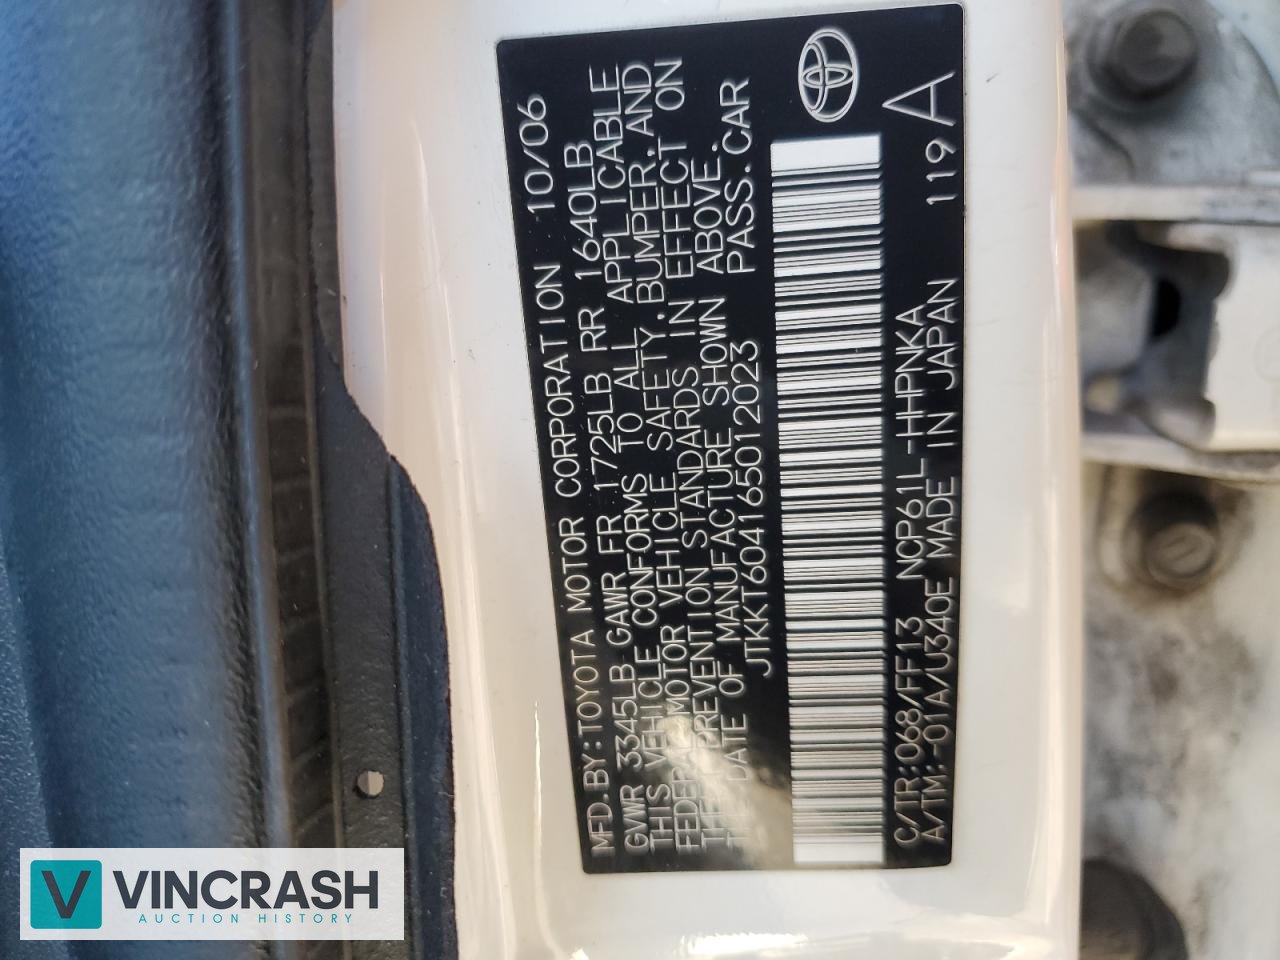 MFD.BY:TOYOTA MOTOR CORPORATION 10/06
GVWR 3345LB GAWR FR 1725LB RR 1640LB
THIS VEHICLE CONFORMS TO ALL APPLICABLE
FEDERAL MOTOR VEHICLE SAFETY,BUMPER,AND
THEFT PREVENTION STANDARDS IN EFFECT ON
THE DATE OF MANUFACTURE SHOWN ABOVE.
JTKKT604165012023 PASS.CAR
C/TR:068/FF13 NCP61L-HHPNKA 119
A/TM:-01A/U340E MADE IN JAPAN A
V VINCRASH
AUCTION HISTORY